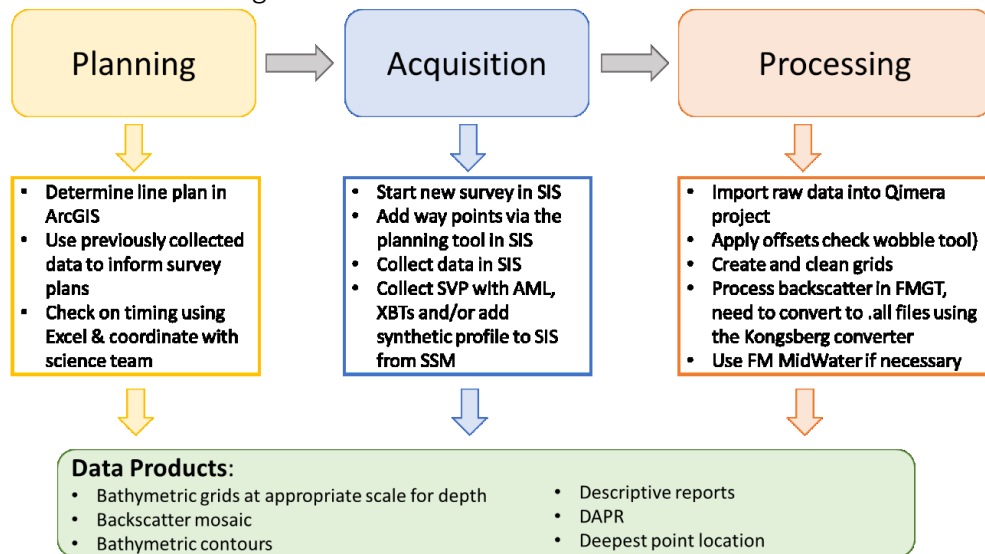 Planning
Acquisition
Processing
▪ Determine line plan in
ArcGIS
▪ Use previously collected
data to inform survey
plans
▪ Check on timing using
Excel & coordinate with
science team
• Start new survey in SIS
• Add way points via the
planning tool in SIS
• Collect data in SIS
• Collect SVP with AML,
XBTs and/or add
synthetic profile to SIS
from SSM
• Import raw data into Qimera
project
• Apply offsets check wobble tool)
• Create and clean grids
• Process backscatter in FMGT,
need to convert to .all files using
the Kongsberg converter
• Use FM MidWater if necessary
Data Products:
• Bathymetric grids at appropriate scale for depth
• Backscatter mosaic
• Bathymetric contours
• Descriptive reports
• DAPR
• Deepest point location